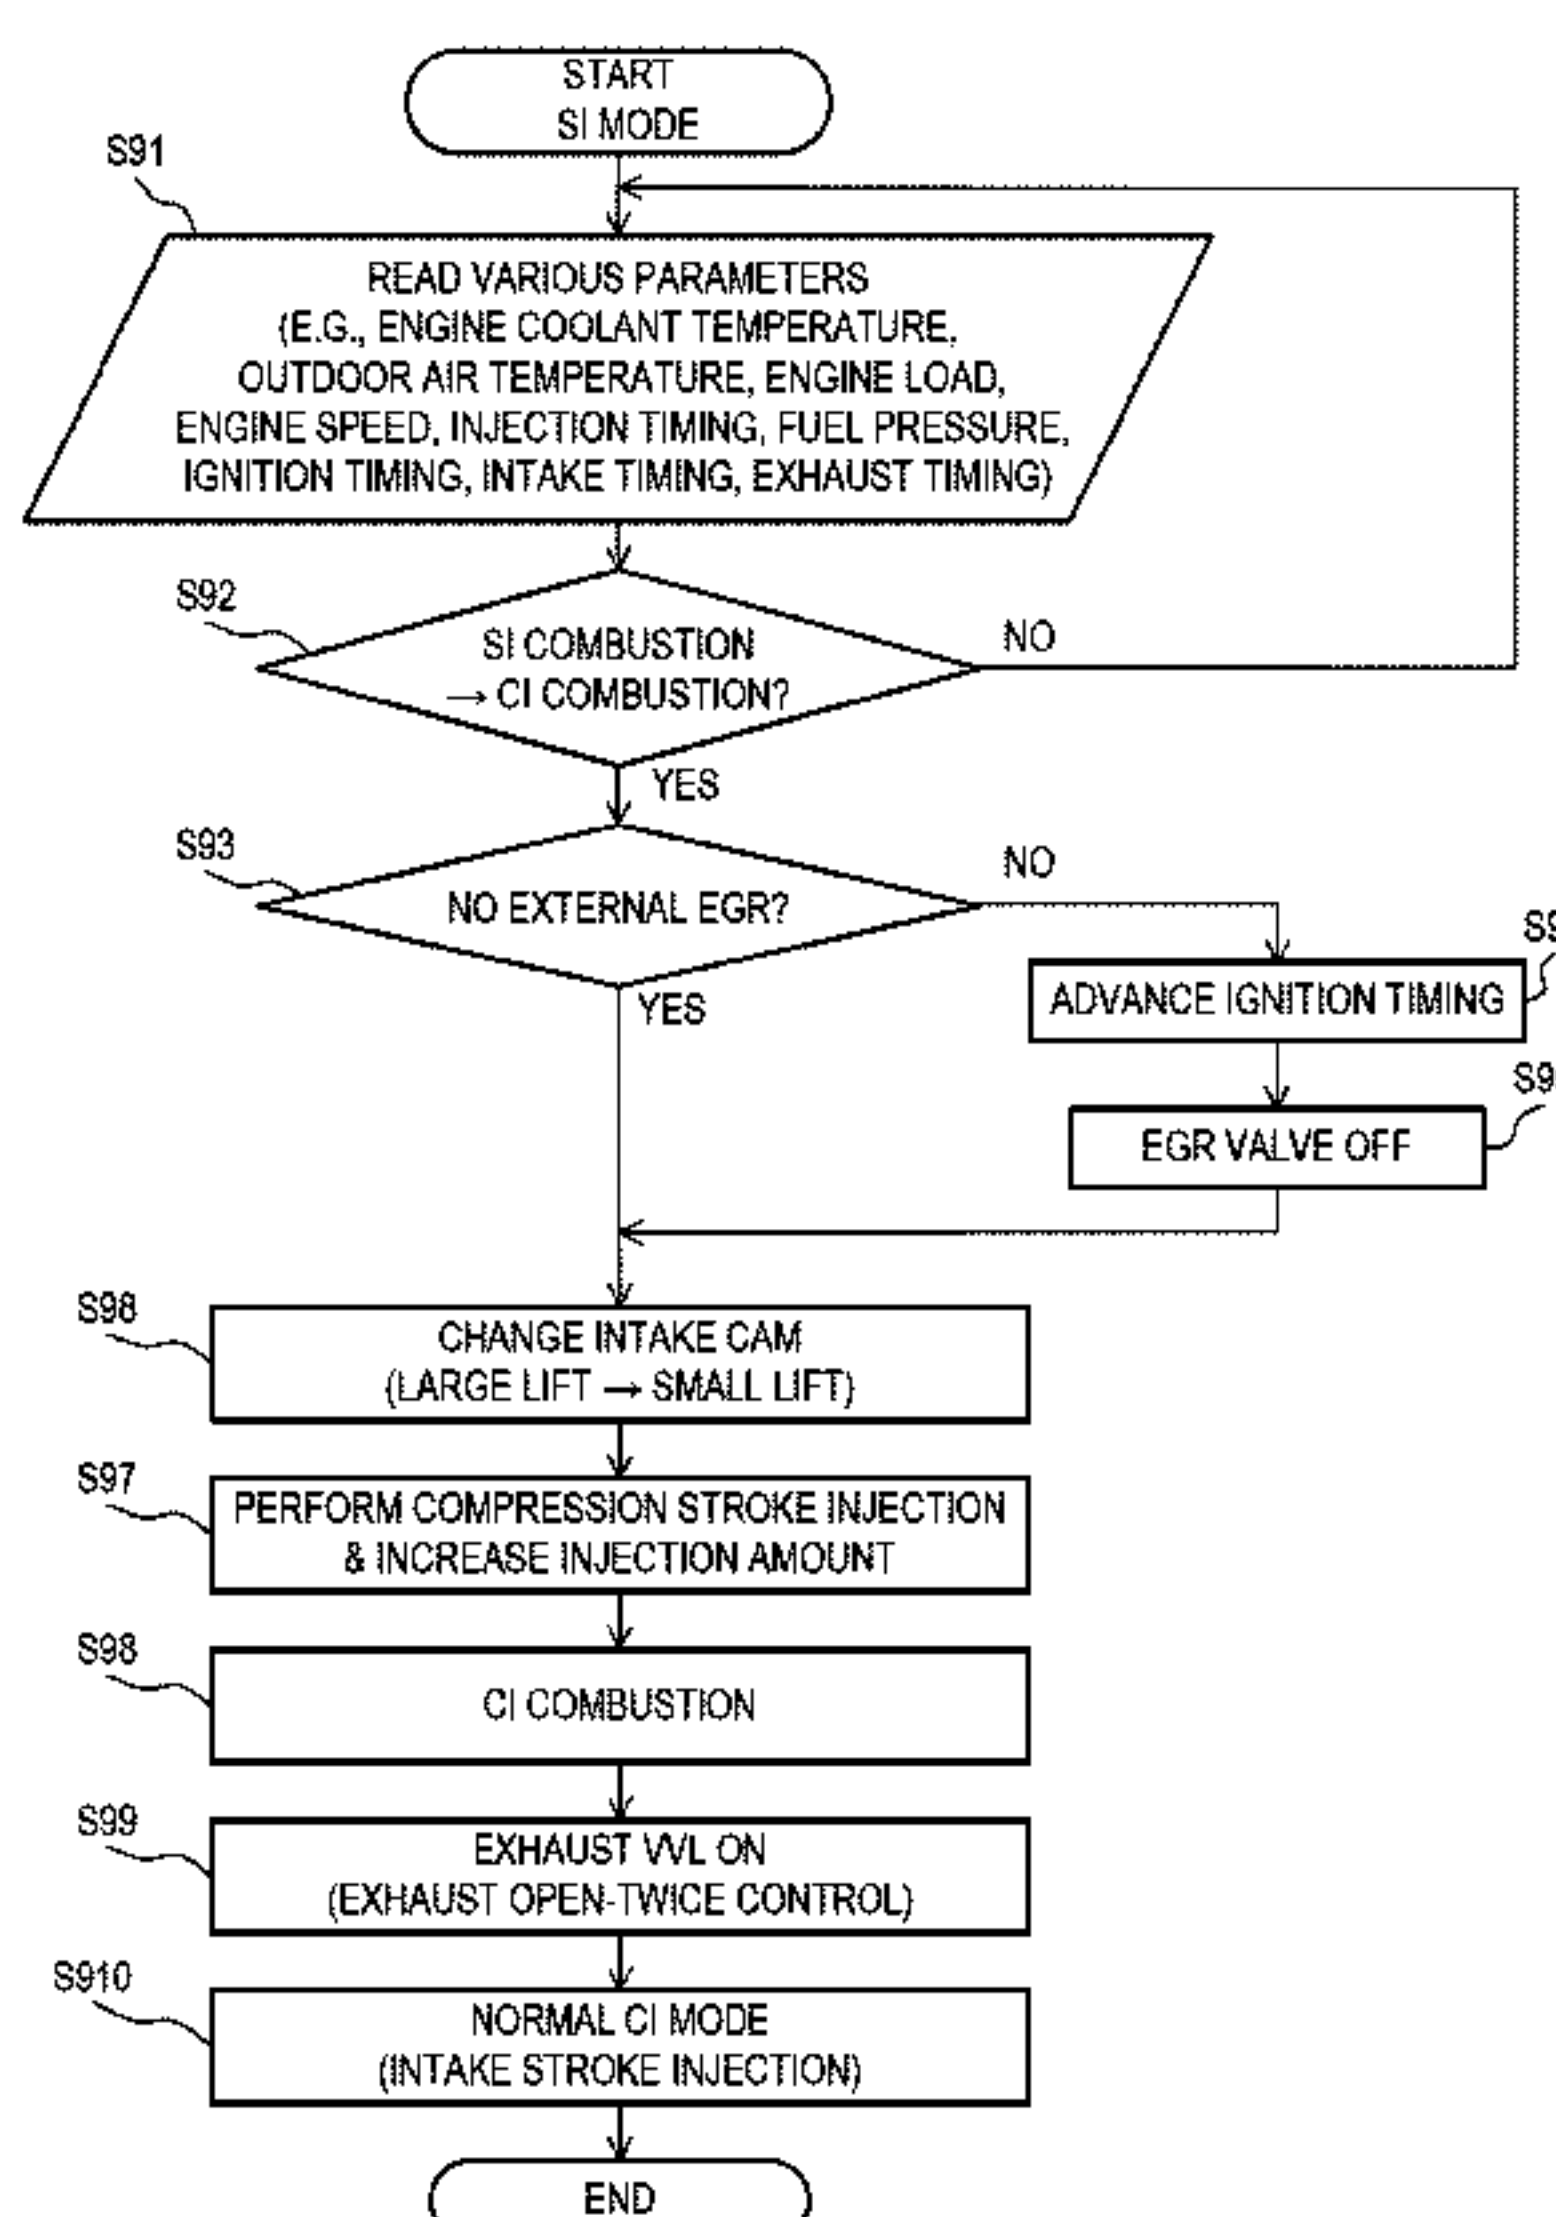 START
SI MODE
S91
READ VARIOUS PARAMETERS
(E.G., ENGINE COOLANT TEMPERATURE,
OUTDOOR AIR TEMPERATURE, ENGINE LOAD,
ENGINE SPEED, INJECTION TIMING, FUEL PRESSURE,
IGNITION TIMING, INTAKE TIMING, EXHAUST TIMING)
S92
SI COMBUSTION
→ CI COMBUSTION?
NO
YES
S93
NO EXTERNAL EGR?
NO
YES
ADVANCE IGNITION TIMING
EGR VALVE OFF
S98
CHANGE INTAKE CAM
(LARGE LIFT → SMALL LIFT)
S97
PERFORM COMPRESSION STROKE INJECTION
& INCREASE INJECTION AMOUNT
S98
CI COMBUSTION
S99
EXHAUST VVL ON
(EXHAUST OPEN-TWICE CONTROL)
S910
NORMAL CI MODE
(INTAKE STROKE INJECTION)
END